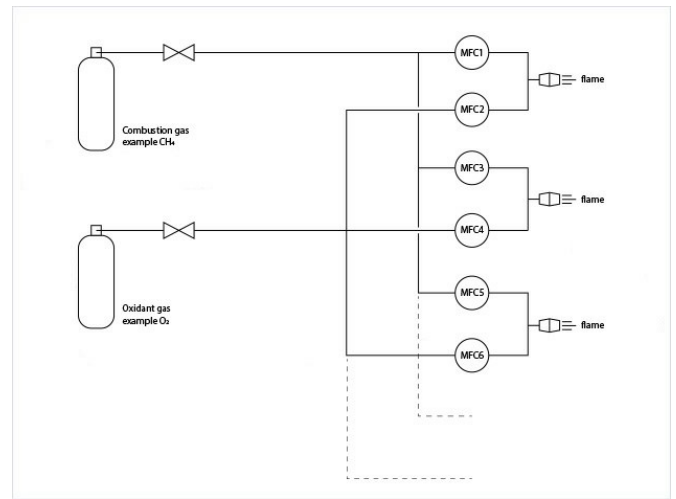 MFC1
flame
MFC2
Combustion gas
example CH₄
MFC3
flame
MFC4
Oxidant gas
example O₂
MFC5
flame
MFC6